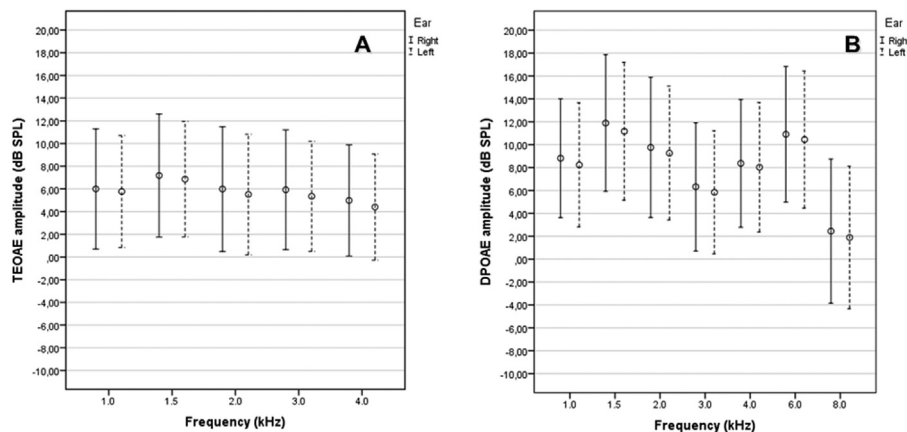 A
Ear
Right
Left
TEOAE amplitude (dB SPL)
20,00
18,00
16,00
14,00
12,00
10,00
8,00
6,00
4,00
2,00
,00
-2,00
-4,00
-6,00
-8,00
-10,00
1.0 1.5 2.0 3.0 4.0
Frequency (kHz)
B
Ear
Righ
Left
DPOAE amplitude (dB SPL)
20,00
18,00
16,00
14,00
12,00
10,00
8,00
6,00
4,00
2,00
,00
-2,00
-4,00
-6,00
-8,00
-10,00
1.0 1.5 2.0 3.0 4.0 6.0 8.0
Frequency (kHz)